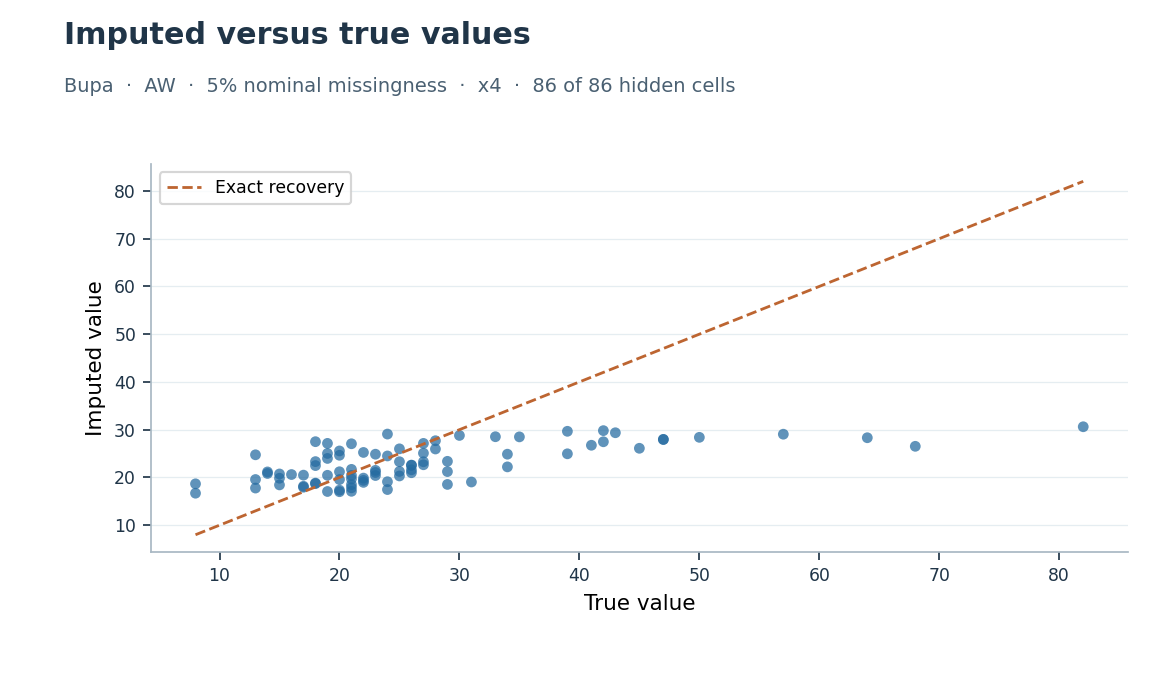 Imputed versus true values
Bupa · AW · 5% nominal missingness · x4 · 86 of 86 hidden cells
Exact recovery
80
70
60
50
40
30
20
10
Imputed value
10 20 30 40 50 60 70 80
True value